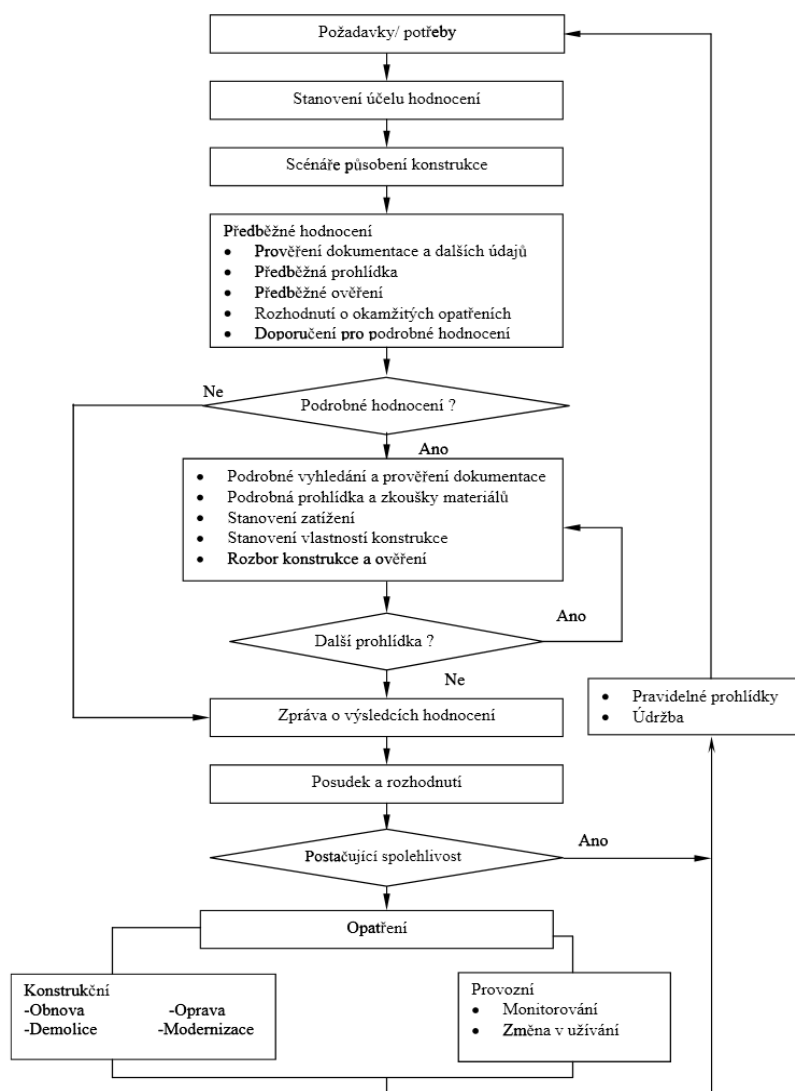 Požadavky/ potřeby
Stanovení účelu hodnocení
Scénáře působení konstrukce
Předběžné hodnocení
• Prověření dokumentace a dalších údajů
• Předběžná prohlídka
• Předběžné ověření
• Rozhodnutí o okamžitých opatřeních
• Doporučení pro podrobné hodnocení
Ne
Podrobné hodnocení ?
Ano
• Podrobné vyhledání a prověření dokumentace
• Podrobná prohlídka a zkoušky materiálů
• Stanovení zatížení
• Stanovení vlastností konstrukce
• Rozbor konstrukce a ověření
Ano
Další prohlídka ?
Ne
• Pravidelné prohlídky
• Údržba
Zpráva o výsledcích hodnocení
Posudek a rozhodnutí
Ano
Postačující spolehlivost
Opatření
Konstrukční
-Obnova -Oprava
-Demolice -Modernizace
Provozní
• Monitorování
• Změna v užívání